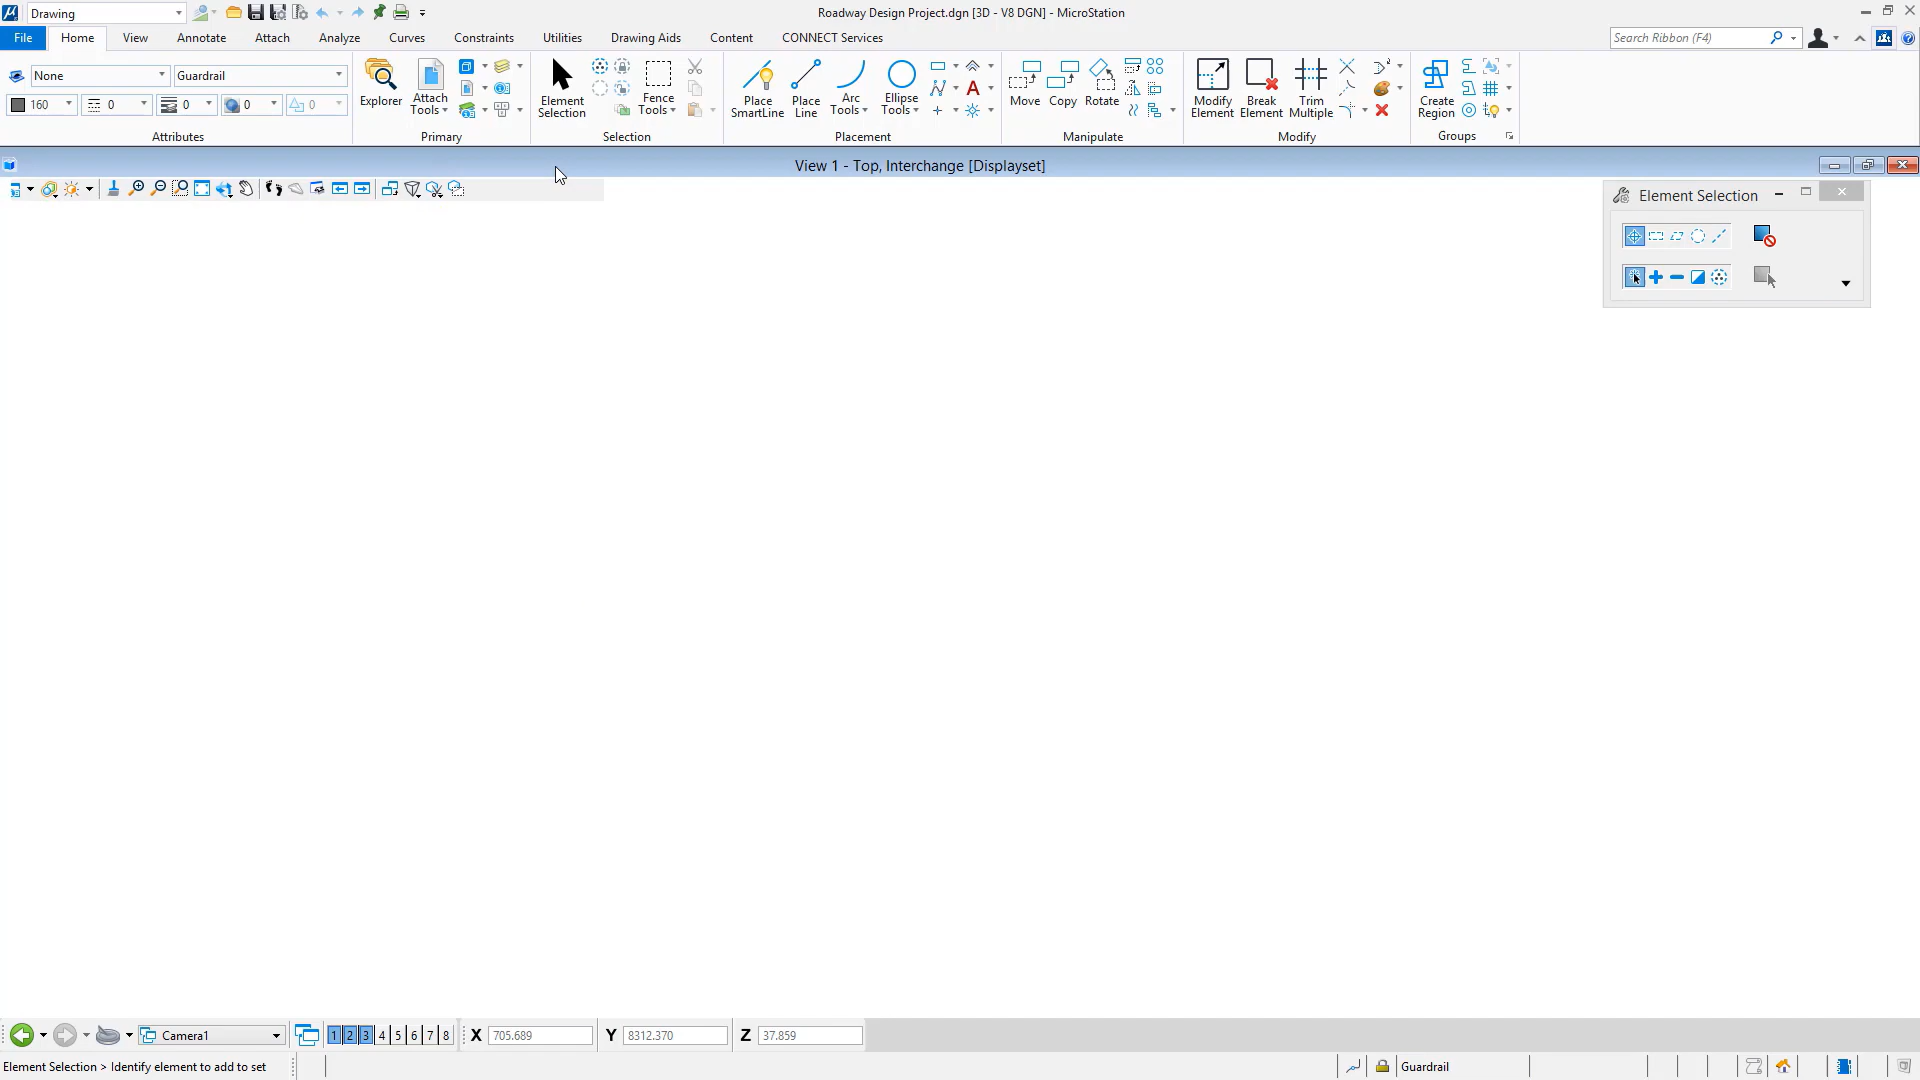 Drawing
Roadway Design Project.dgn [3D - V8 DGN] - MicroStation
File Home View Annotate Attach Analyze Curves Constraints Utilities Drawing Aids Content CONNECT Services
Search Ribbon (F4)
None Guardrail
160 0 0 0 0
Attributes
Explorer
Attach Tools
Primary
Element Selection
Fence Tools
Selection
Place SmartLine
Place Line
Arc Tools
Ellipse Tools
Placement
Move
Copy
Rotate
Manipulate
Modify Element
Break Element
Trim Multiple
Modify
Create Region
Groups
View 1 - Top, Interchange [Displayset]
Element Selection
Camera1
1 2 3 4 5 6 7 8
X 705.689
Y 8312.370
Z 37.859
Element Selection > Identify element to add to set
Guardrail